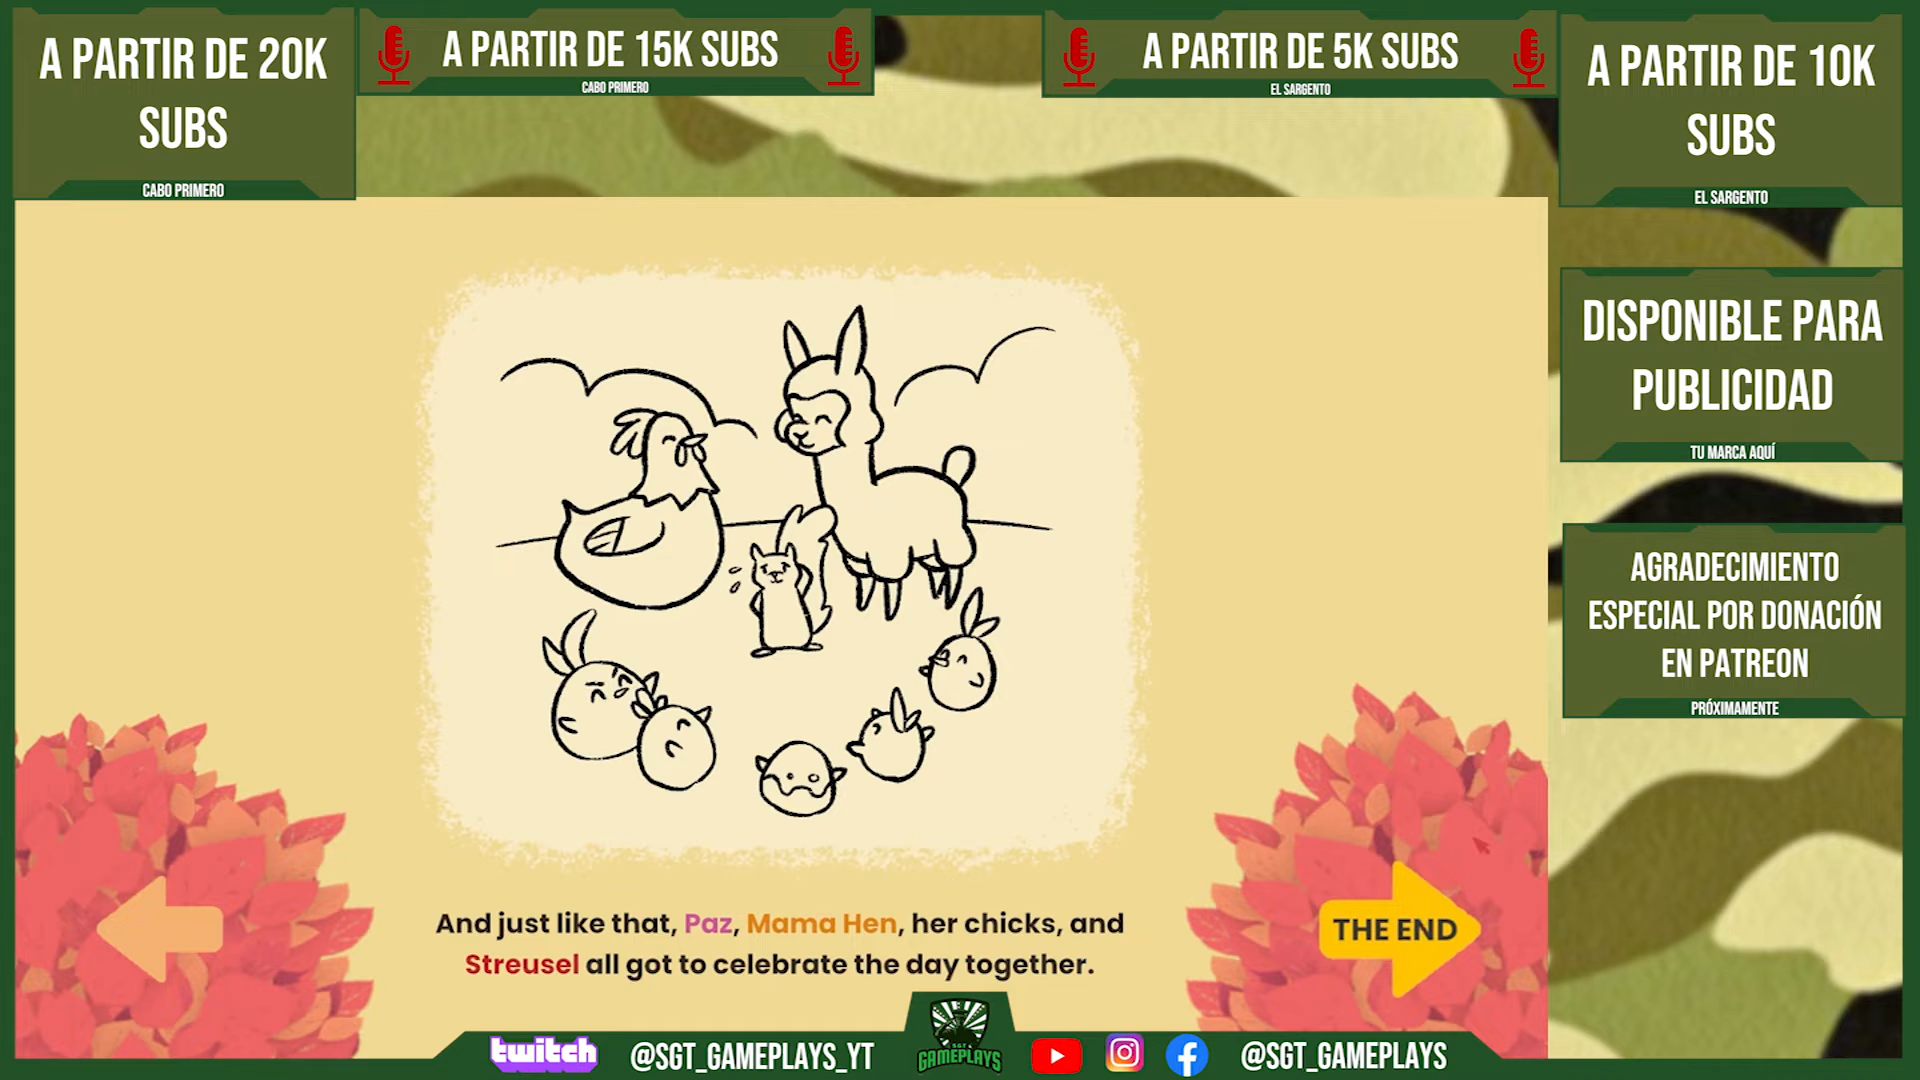 A PARTIR DE 20K
SUBS
CABO PRIMERO
A PARTIR DE 15K SUBS
CABO PRIMERO
A PARTIR DE 5K SUBS
EL SARGENTO
A PARTIR DE 10K
SUBS
EL SARGENTO
DISPONIBLE PARA
PUBLICIDAD
TU MARCA AQUÍ
AGRADECIMIENTO
ESPECIAL POR DONACIÓN
EN PATREON
PRÓXIMAMENTE
And just like that, Paz, Mama Hen, her chicks, and
Streusel all got to celebrate the day together.
THE END
twitch
@SGT_GAMEPLAYS_YT
SGT
GAMEPLAYS
@SGT_GAMEPLAYS